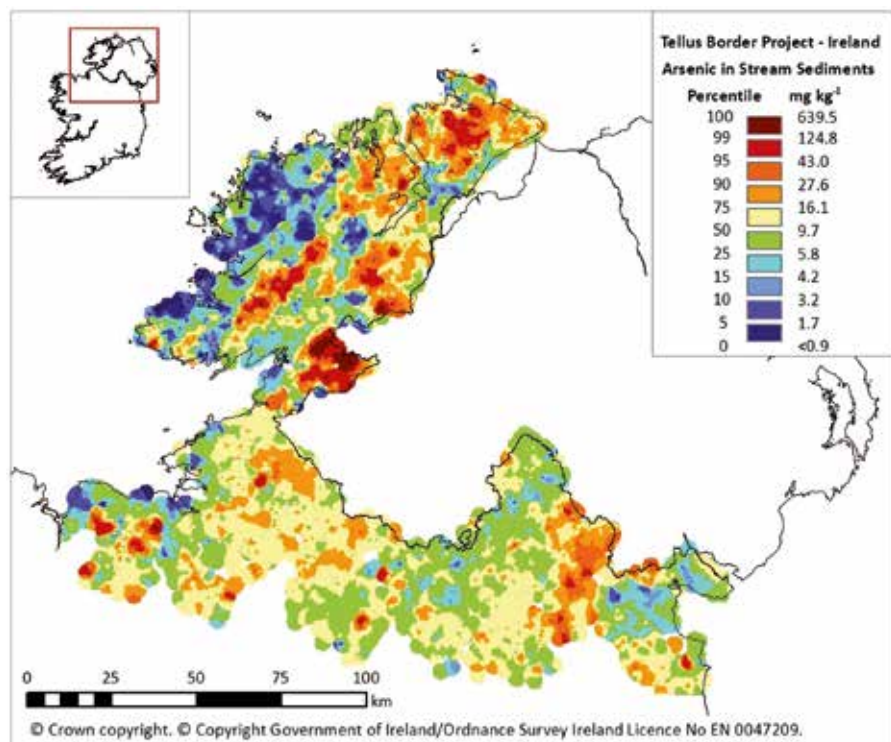 Tellus Border Project - Ireland
Arsenic in Stream Sediments
Percentile mg kg⁻¹
100 639.5
99 124.8
95 43.0
90 27.6
75 16.1
50 9.7
25 5.8
15 4.2
10 3.2
5 1.7
0 <0.9
0 25 50 75 100
km
© Crown copyright. © Copyright Government of Ireland/Ordnance Survey Ireland Licence No EN 0047209.